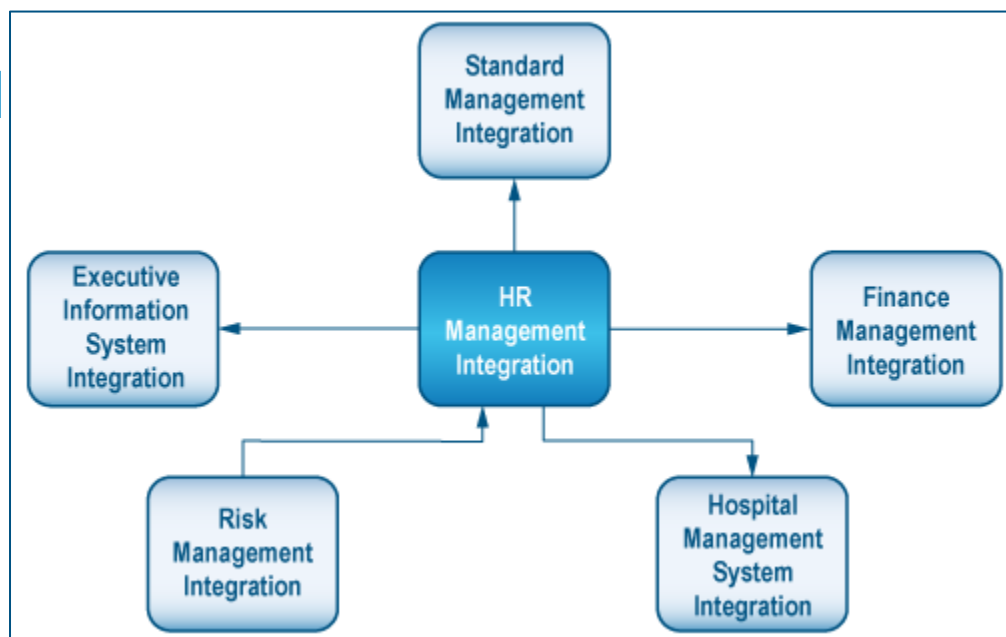 Standard
Management
Integration
Executive
Information
System
Integration
HR
Management
Integration
Finance
Management
Integration
Risk
Management
Integration
Hospital
Management
System
Integration